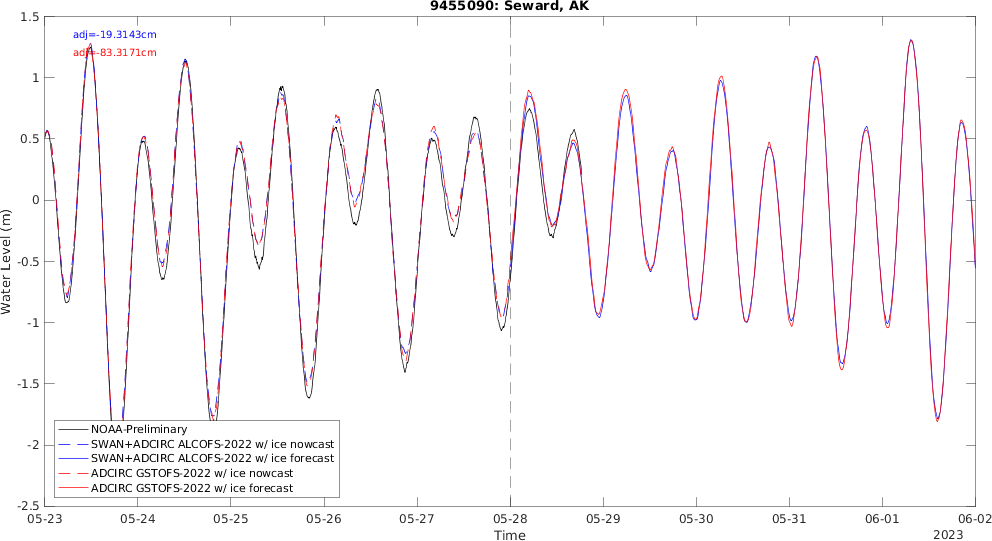 9455090: Seward, AK
adj=-19.3143cm
adj=-83.3171cm
Water Level (m)
1.5
1
0.5
0
-0.5
-1
-1.5
-2
-2.5
NOAA-Preliminary
SWAN+ADCIRC ALCOFS-2022 w/ ice nowcast
SWAN+ADCIRC ALCOFS-2022 w/ ice forecast
ADCIRC GSTOFS-2022 w/ ice nowcast
ADCIRC GSTOFS-2022 w/ ice forecast
05-23 05-24 05-25 05-26 05-27 05-28 05-29 05-30 05-31 06-01 06-02
Time
2023